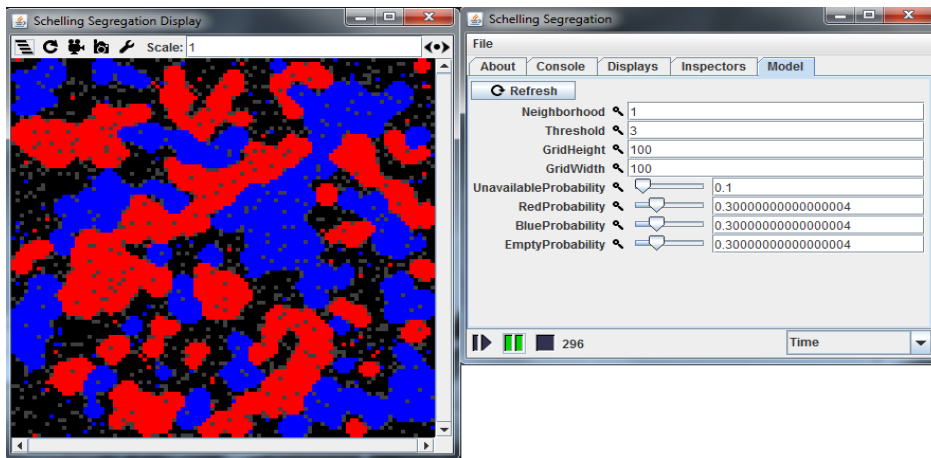 Schelling Segregation Display
Scale: 1
Schelling Segregation
File
About Console Displays Inspectors Model
Refresh
Neighborhood 1
Threshold 3
GridHeight 100
GridWidth 100
UnavailableProbability 0.1
RedProbability 0.30000000000000004
BlueProbability 0.30000000000000004
EmptyProbability 0.30000000000000004
296 Time